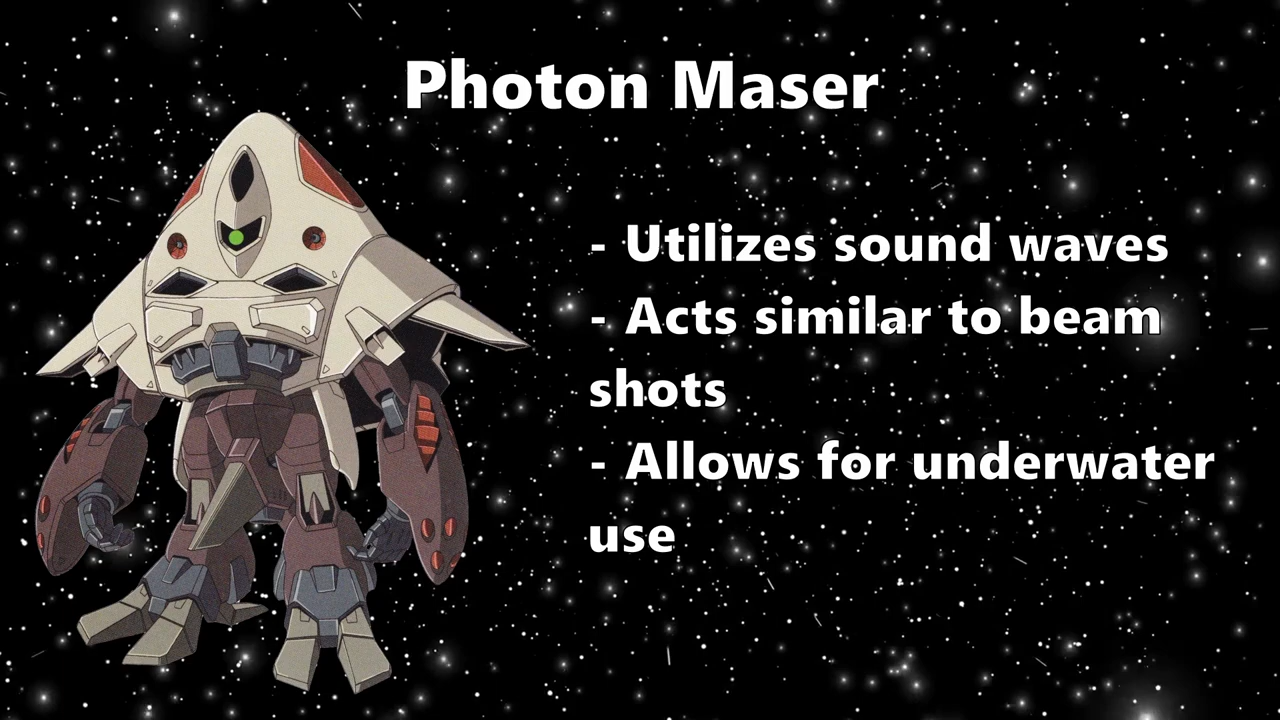 Photon Maser
- Utilizes sound waves
- Acts similar to beam
shots
- Allows for underwater
use